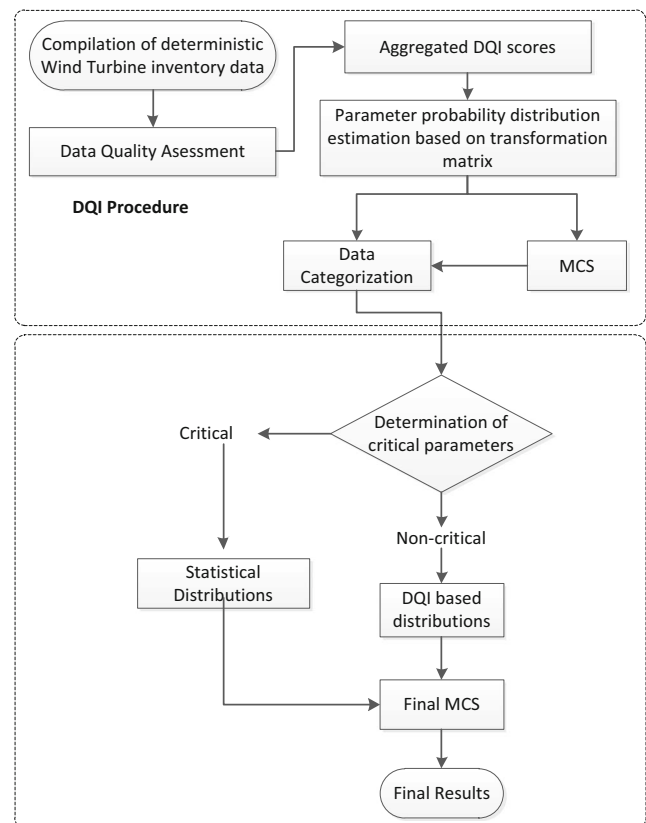 Compilation of deterministic
Wind Turbine inventory data
Aggregated DQI scores
Data Quality Asessment
Parameter probability distribution
estimation based on transformation
matrix
DQI Procedure
Data
Categorization
MCS
Determination of
critical parameters
Critical
Non-critical
Statistical
Distributions
DQI based
distributions
Final MCS
Final Results